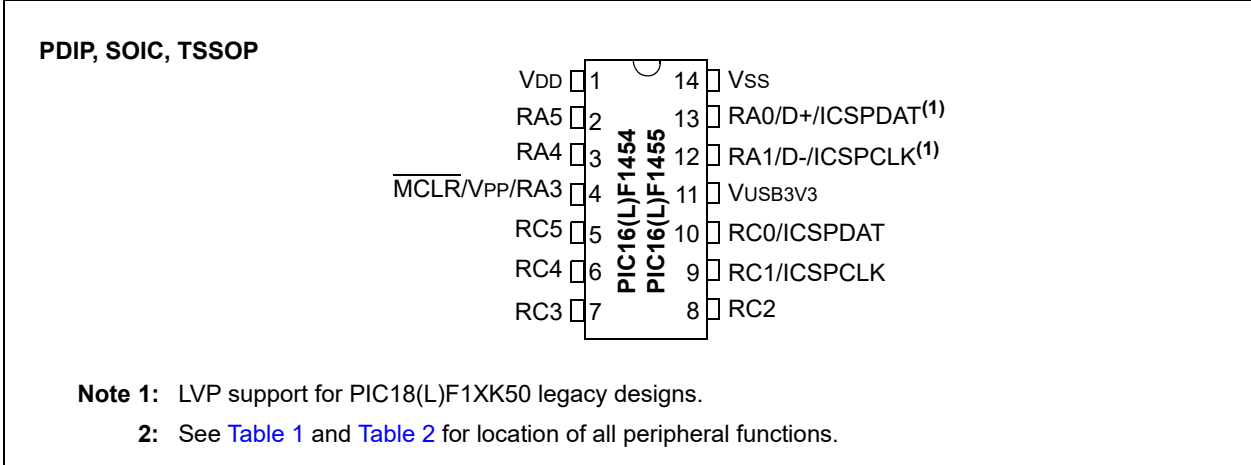 PDIP, SOIC, TSSOP
VDD 1 14 VSS
RA5 2 13 RA0/D+/ICSPDAT(1)
RA4 3 12 RA1/D-/ICSPCLK(1)
MCLR/VPP/RA3 4 11 VUSB3V3
RC5 5 10 RC0/ICSPDAT
RC4 6 9 RC1/ICSPCLK
RC3 7 8 RC2
PIC16(L)F1454
PIC16(L)F1455
Note 1: LVP support for PIC18(L)F1XK50 legacy designs.
2: See Table 1 and Table 2 for location of all peripheral functions.